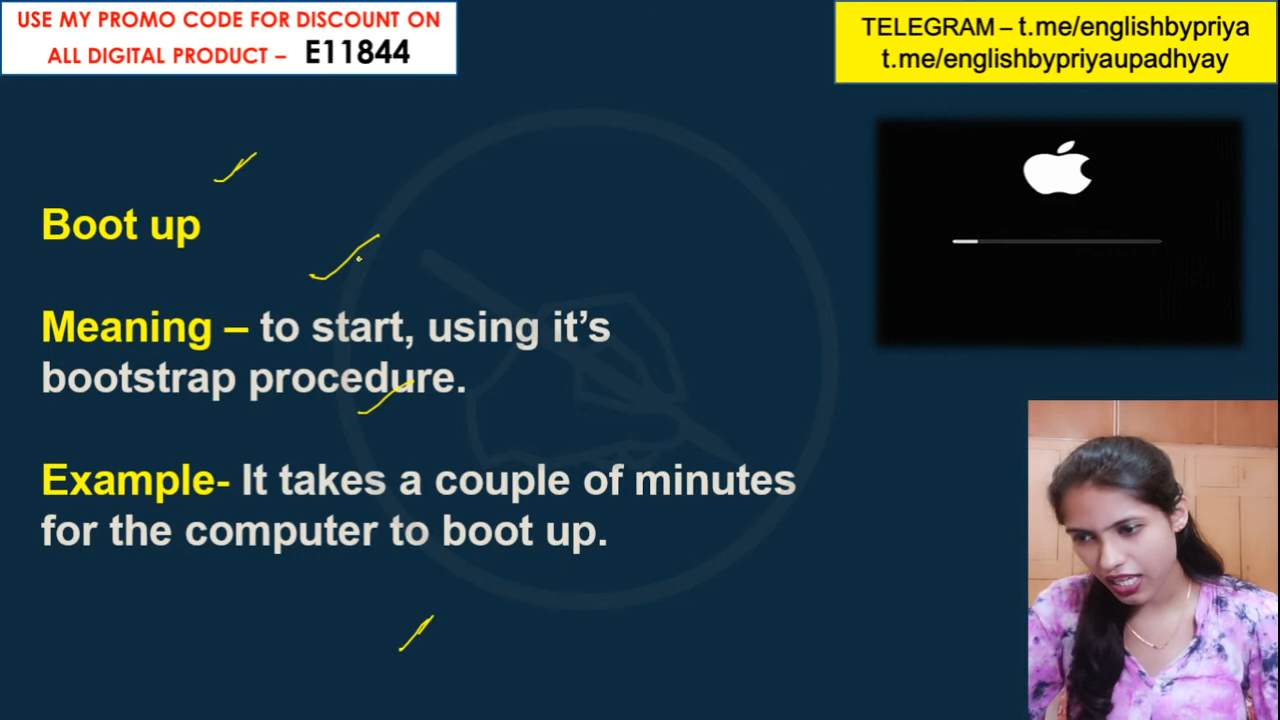 USE MY PROMO CODE FOR DISCOUNT ON
ALL DIGITAL PRODUCT – E11844
TELEGRAM – t.me/englishbypriya
t.me/englishbypriyaupadhyay
Boot up
Meaning – to start, using it’s
bootstrap procedure.
Example- It takes a couple of minutes
for the computer to boot up.